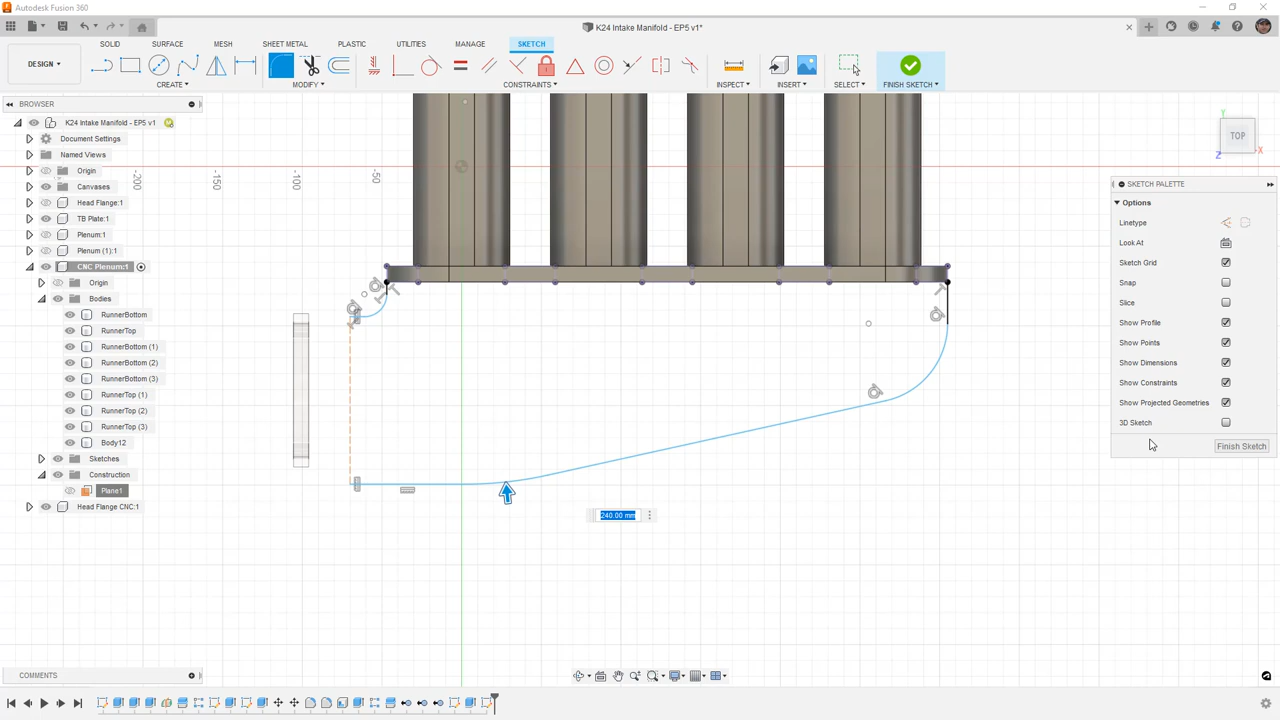 Autodesk Fusion 360
K24 Intake Manifold - EP5 v1*
DESIGN
SOLID SURFACE MESH SHEET METAL PLASTIC UTILITIES MANAGE SKETCH
CREATE MODIFY CONSTRAINTS INSPECT INSERT SELECT FINISH SKETCH
BROWSER
K24 Intake Manifold - EP5 v1
Document Settings
Named Views
Origin
Canvases
Head Flange:1
TB Plate:1
Plenum:1
Plenum (1):1
CNC Plenum:1
Origin
Bodies
RunnerBottom
RunnerTop
RunnerBottom (1)
RunnerBottom (2)
RunnerBottom (3)
RunnerTop (1)
RunnerTop (2)
RunnerTop (3)
Body12
Sketches
Construction
Plane1
Head Flange CNC:1
-200 -150 -100 -50
240.00 mm
Y
TOP
X
Z
SKETCH PALETTE
Options
Linetype
Look At
Sketch Grid
Snap
Slice
Show Profile
Show Points
Show Dimensions
Show Constraints
Show Projected Geometries
3D Sketch
Finish Sketch
COMMENTS